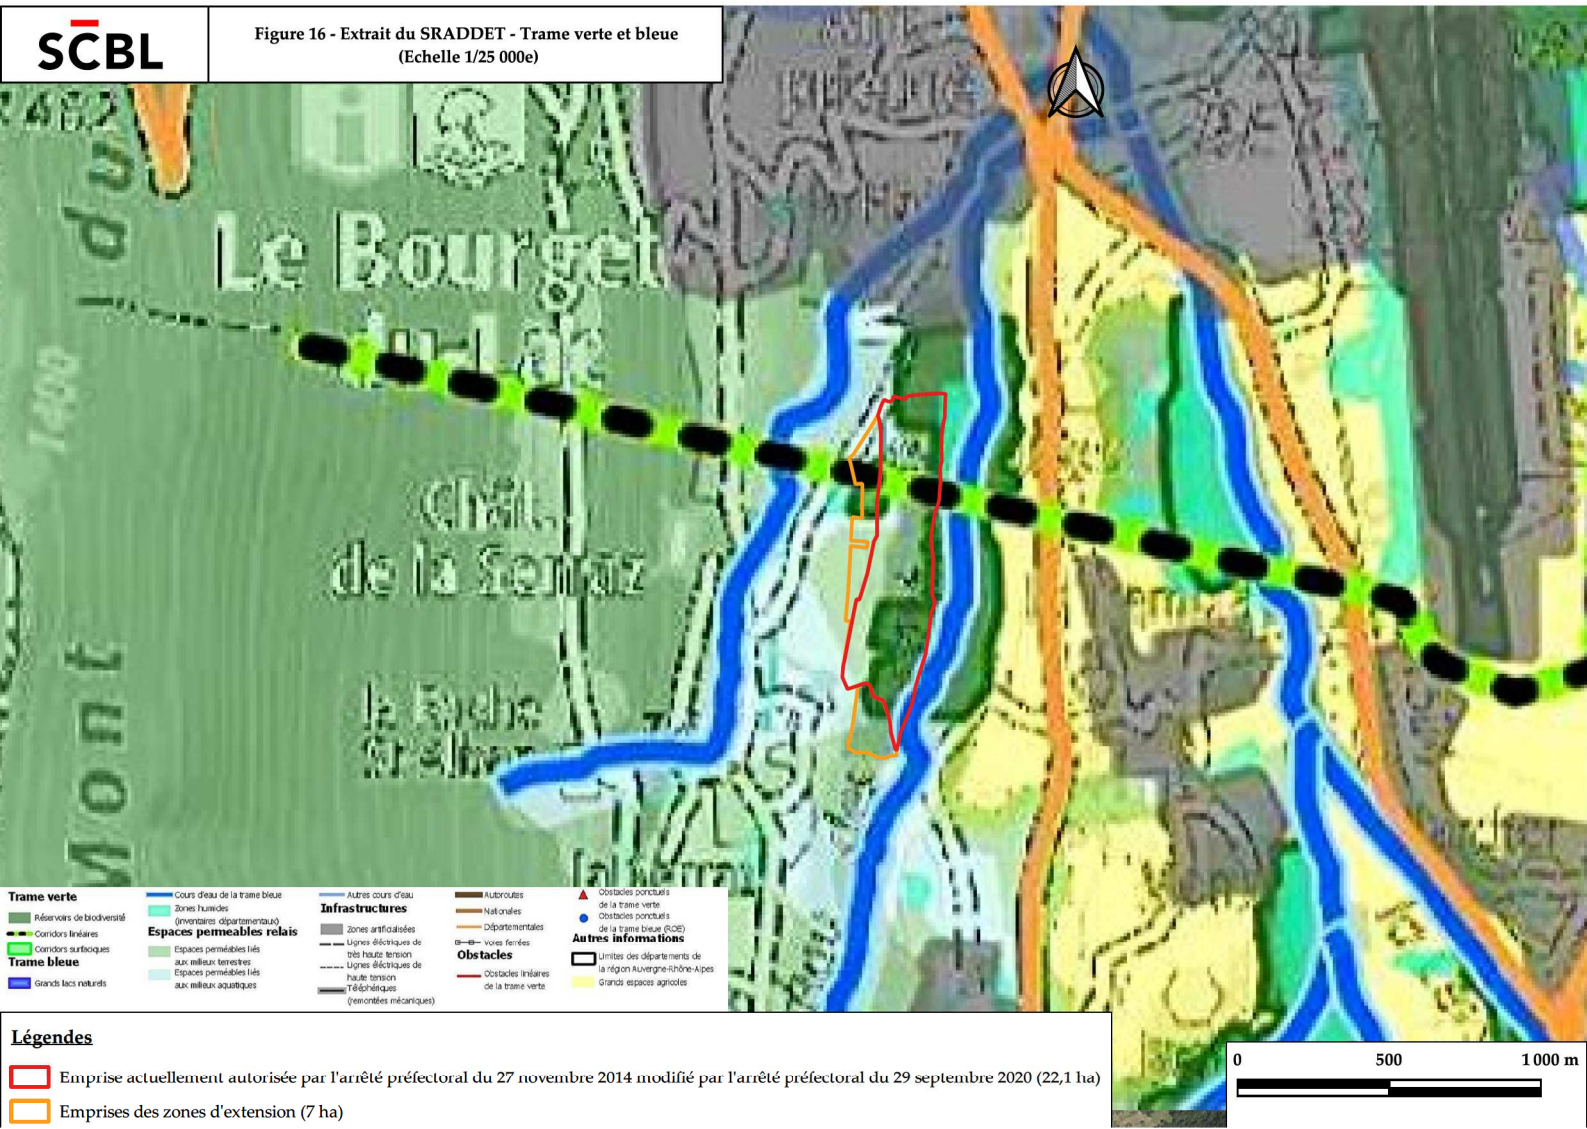 SCBL
Figure 16 - Extrait du SRADDET - Trame verte et bleue
(Echelle 1/25 000e)
482
du
Le Bourget
du Lac
Chât.
de la Serraz
Mont
Trame verte
Réservoirs de biodiversité
Corridors linéaires
Corridors surfaciques
Trame bleue
Grands lacs naturels
Cours d'eau de la trame bleue
Zones humides
(inventaires départementaux)
Espaces permeables relais
Espaces perméables liés
aux milieux terrestres
Espaces perméables liés
aux milieux aquatiques
Autres cours d'eau
Infrastructures
Zones artificialisées
Lignes électriques de
très haute tension
Lignes électriques de
haute tension
Téléphériques
(remontées mécaniques)
Autoroutes
Nationales
Départementales
Voies ferrées
Obstacles
Obstacles linéaires
de la trame verte
Obstacles ponctuels
de la trame verte
Obstacles ponctuels
de la trame bleue (ROE)
Autres informations
Limites des départements de
la région Auvergne-Rhône-Alpes
Grands espaces agricoles
Légendes
Emprise actuellement autorisée par l'arrêté préfectoral du 27 novembre 2014 modifié par l'arrêté préfectoral du 29 septembre 2020 (22,1 ha)
Emprises des zones d'extension (7 ha)
0 500 1 000 m